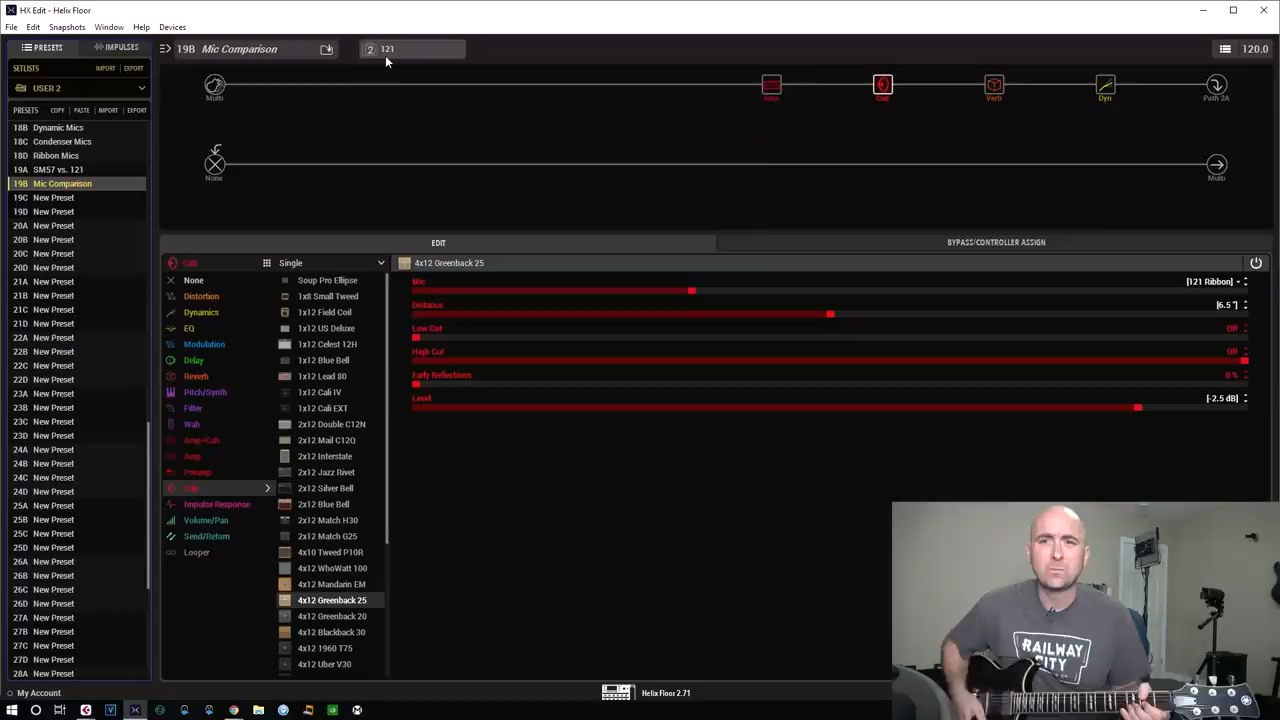 HX Edit - Helix Floor
File Edit Snapshots Window Help Devices
PRESETS IMPULSES
19B Mic Comparison
2 121
120.0
SETLISTS IMPORT EXPORT
USER 2
PRESETS COPY PASTE IMPORT EXPORT
18B Dynamic Mics
18C Condenser Mics
18D Ribbon Mics
19A SM57 vs. 121
19B Mic Comparison
19C New Preset
19D New Preset
20A New Preset
20B New Preset
20C New Preset
20D New Preset
21A New Preset
21B New Preset
21C New Preset
21D New Preset
22A New Preset
22B New Preset
22C New Preset
22D New Preset
23A New Preset
23B New Preset
23C New Preset
23D New Preset
24A New Preset
24B New Preset
24C New Preset
24D New Preset
25A New Preset
25B New Preset
25C New Preset
25D New Preset
26A New Preset
26B New Preset
26C New Preset
26D New Preset
27A New Preset
27B New Preset
27C New Preset
27D New Preset
28A New Preset
My Account
Multi Amp Cab Verb Dyn Path 2A
None Multi
EDIT BYPASS/CONTROLLER ASSIGN
Cab Single
None
Distortion
Dynamics
EQ
Modulation
Delay
Reverb
Pitch/Synth
Filter
Wah
Amp+Cab
Amp
Preamp
Cab
Impulse Response
Volume/Pan
Send/Return
Looper
Soup Pro Ellipse
1x8 Small Tweed
1x12 Field Coil
1x12 US Deluxe
1x12 Celest 12H
1x12 Blue Bell
1x12 Lead 80
1x12 Cali IV
1x12 Cali EXT
2x12 Double C12N
2x12 Mail C12Q
2x12 Interstate
2x12 Jazz Rivet
2x12 Silver Bell
2x12 Blue Bell
2x12 Match H30
2x12 Match G25
4x10 Tweed P10R
4x12 WhoWatt 100
4x12 Mandarin EM
4x12 Greenback 25
4x12 Greenback 20
4x12 Blackback 30
4x12 1960 T75
4x12 Uber V30
4x12 Greenback 25
Mic [121 Ribbon]
Distance [6.5 "]
Low Cut Off
High Cut Off
Early Reflections 0 %
Level [-2.5 dB]
RAILWAY
CITY
Helix Floor 2.71